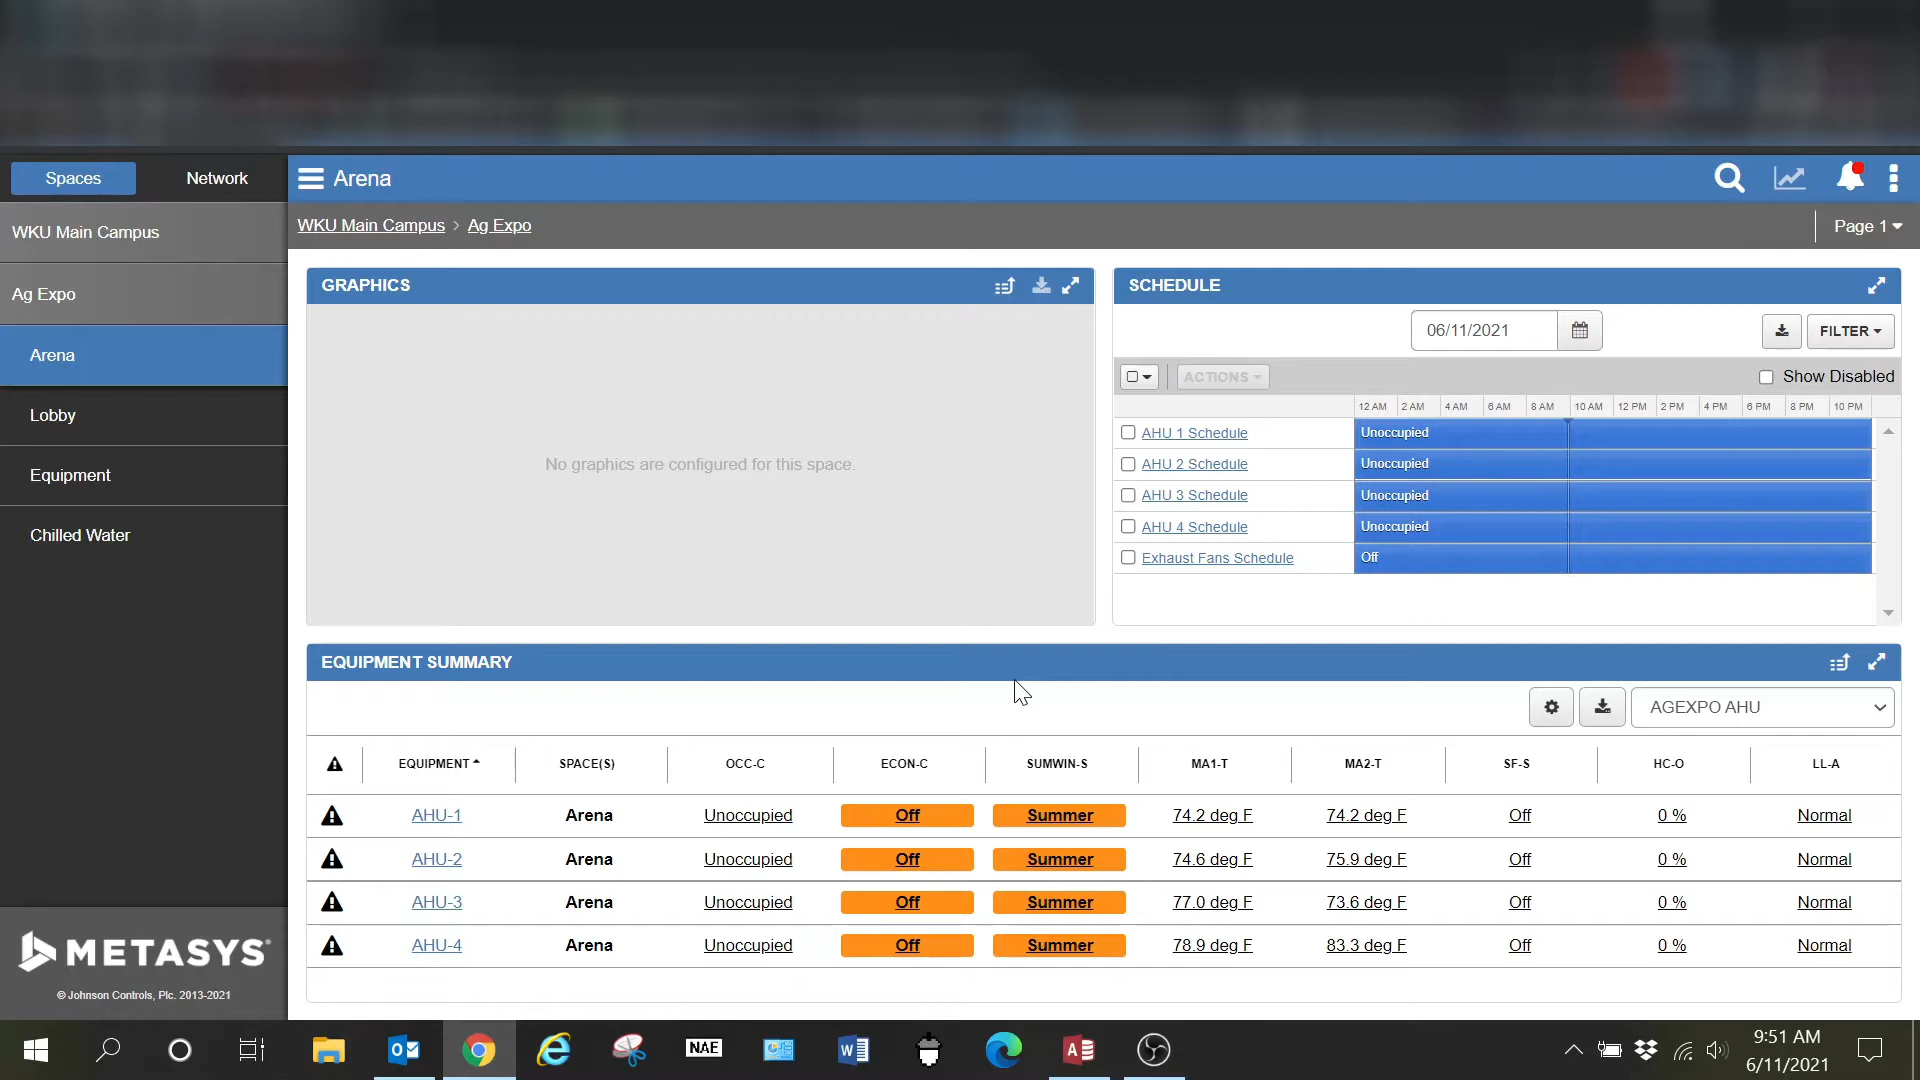 Spaces Network Arena
WKU Main Campus
WKU Main Campus > Ag Expo
Page 1
Ag Expo
Arena
Lobby
Equipment
Chilled Water
GRAPHICS
No graphics are configured for this space.
SCHEDULE
06/11/2021
FILTER
ACTIONS
Show Disabled
12 AM 2 AM 4 AM 6 AM 8 AM 10 AM 12 PM 2 PM 4 PM 6 PM 8 PM 10 PM
AHU 1 Schedule Unoccupied
AHU 2 Schedule Unoccupied
AHU 3 Schedule Unoccupied
AHU 4 Schedule Unoccupied
Exhaust Fans Schedule Off
EQUIPMENT SUMMARY
AGEXPO AHU
EQUIPMENT SPACE(S) OCC-C ECON-C SUMWIN-S MA1-T MA2-T SF-S HC-O LL-A
AHU-1 Arena Unoccupied Off Summer 74.2 deg F 74.2 deg F Off 0 % Normal
AHU-2 Arena Unoccupied Off Summer 74.6 deg F 75.9 deg F Off 0 % Normal
AHU-3 Arena Unoccupied Off Summer 77.0 deg F 73.6 deg F Off 0 % Normal
AHU-4 Arena Unoccupied Off Summer 78.9 deg F 83.3 deg F Off 0 % Normal
METASYS®
© Johnson Controls, Plc. 2013-2021
NAE
9:51 AM
6/11/2021